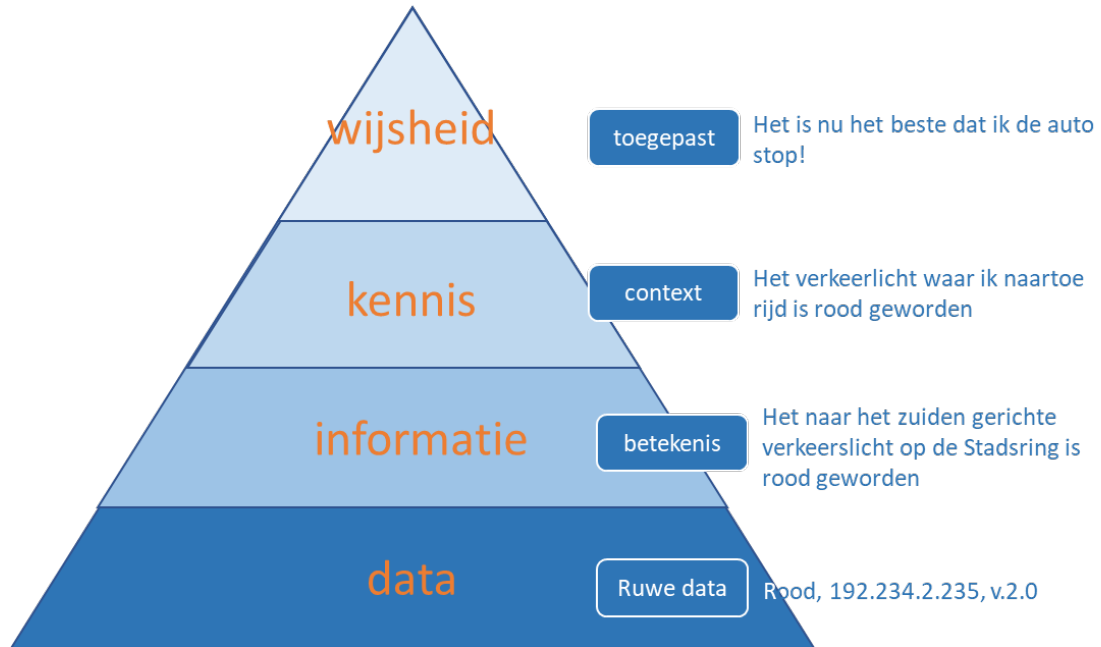 wijsheid
toegepast
Het is nu het beste dat ik de auto
stop!
kennis
context
Het verkeerlicht waar ik naartoe
rijd is rood geworden
informatie
betekenis
Het naar het zuiden gerichte
verkeerslicht op de Stadsring is
rood geworden
data
Ruwe data
Rood, 192.234.2.235, v.2.0